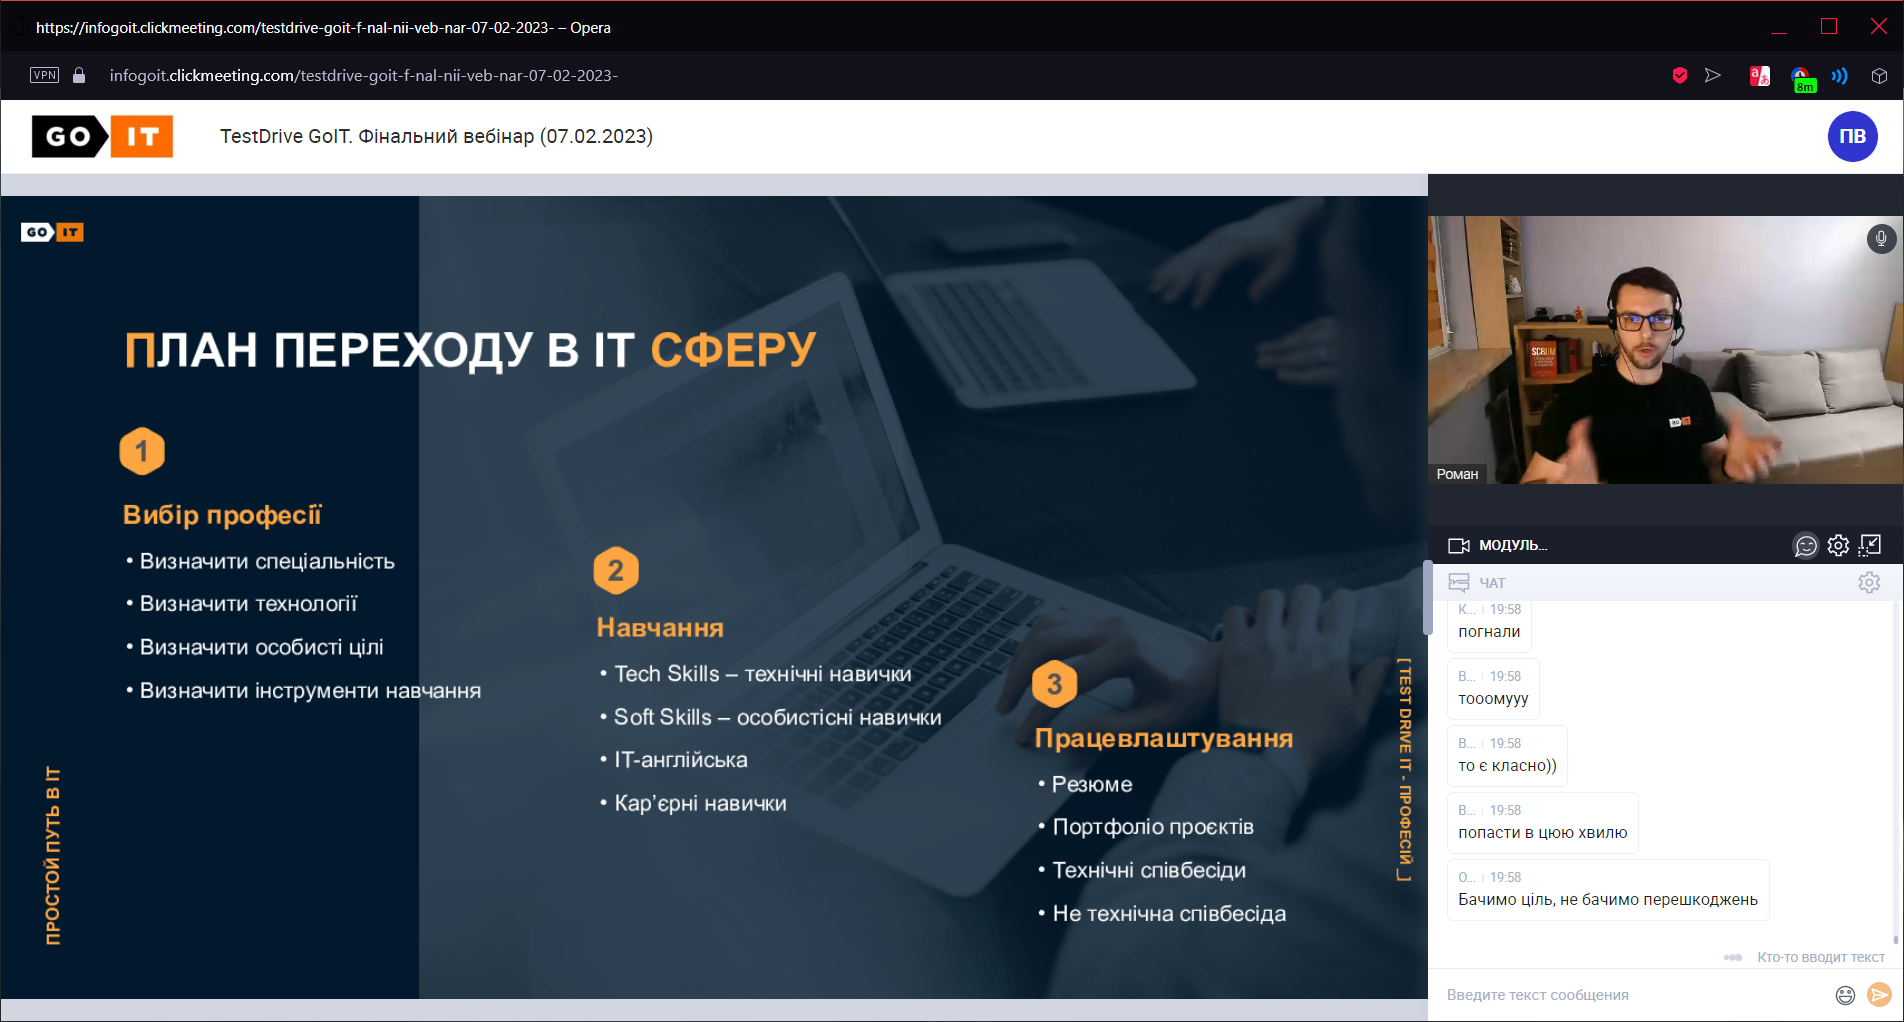 https://infogoit.clickmeeting.com/testdrive-goit-f-nal-nii-veb-nar-07-02-2023- – Opera
VPN
infogoit.clickmeeting.com/testdrive-goit-f-nal-nii-veb-nar-07-02-2023-
8m
GO IT
TestDrive GoIT. Фінальний вебінар (07.02.2023)
ПВ
GO IT
ПЛАН ПЕРЕХОДУ В ІТ СФЕРУ
1
Вибір професії
• Визначити спеціальність
• Визначити технології
• Визначити особисті цілі
• Визначити інструменти навчання
2
Навчання
• Tech Skills – технічні навички
• Soft Skills – особистісні навички
• ІТ-англійська
• Кар’єрні навички
3
Працевлаштування
• Резюме
• Портфоліо проєктів
• Технічні співбесіди
• Не технічна співбесіда
ПРОСТОЙ ПУТЬ В IT
[ TEST DRIVE IT - ПРОФЕСІЙ _]
SCRUM
GO IT
Роман
МОДУЛЬ...
ЧАТ
К... 19:58
погнали
В... 19:58
тооомууу
В... 19:58
то є класно))
В... 19:58
попасти в цюю хвилю
О... 19:58
Бачимо ціль, не бачимо перешкоджень
Кто-то вводит текст
Введите текст сообщения